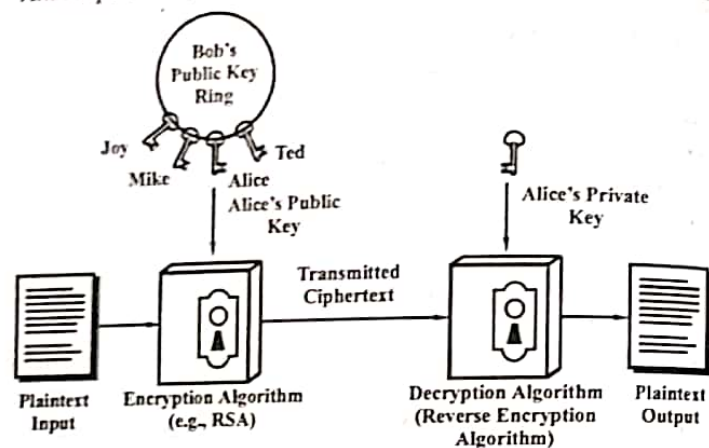 Bob's
Public Key
Ring
Joy
Mike
Alice
Ted
Alice's Public
Key
Alice's Private
Key
Transmitted
Ciphertext
Plaintext
Input
Encryption Algorithm
(e.g., RSA)
Decryption Algorithm
(Reverse Encryption
Algorithm)
Plaintext
Output